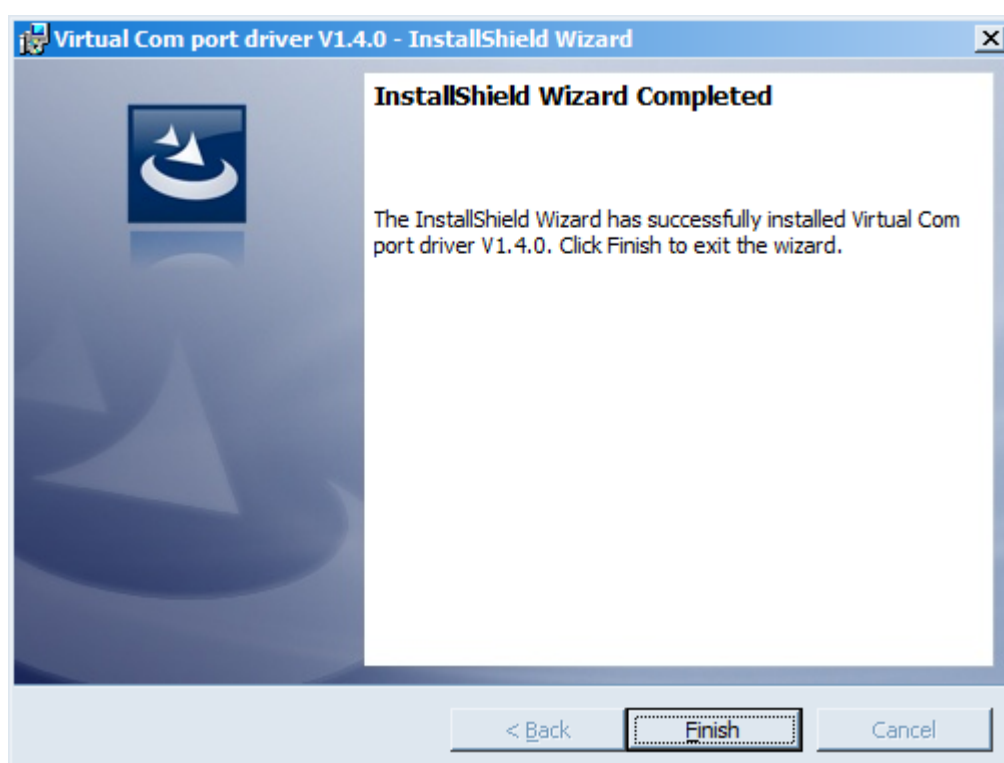 Virtual Com port driver V1.4.0 - InstallShield Wizard
InstallShield Wizard Completed
The InstallShield Wizard has successfully installed Virtual Com
port driver V1.4.0. Click Finish to exit the wizard.
< Back
Finish
Cancel